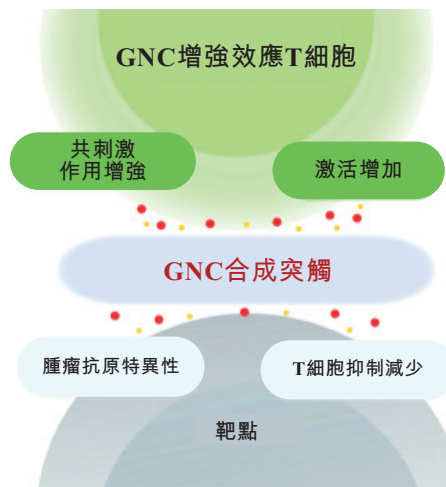 GNC增強效應T細胞
共刺激
作用增強
激活增加
GNC合成突觸
腫瘤抗原特異性
T細胞抑制減少
靶點